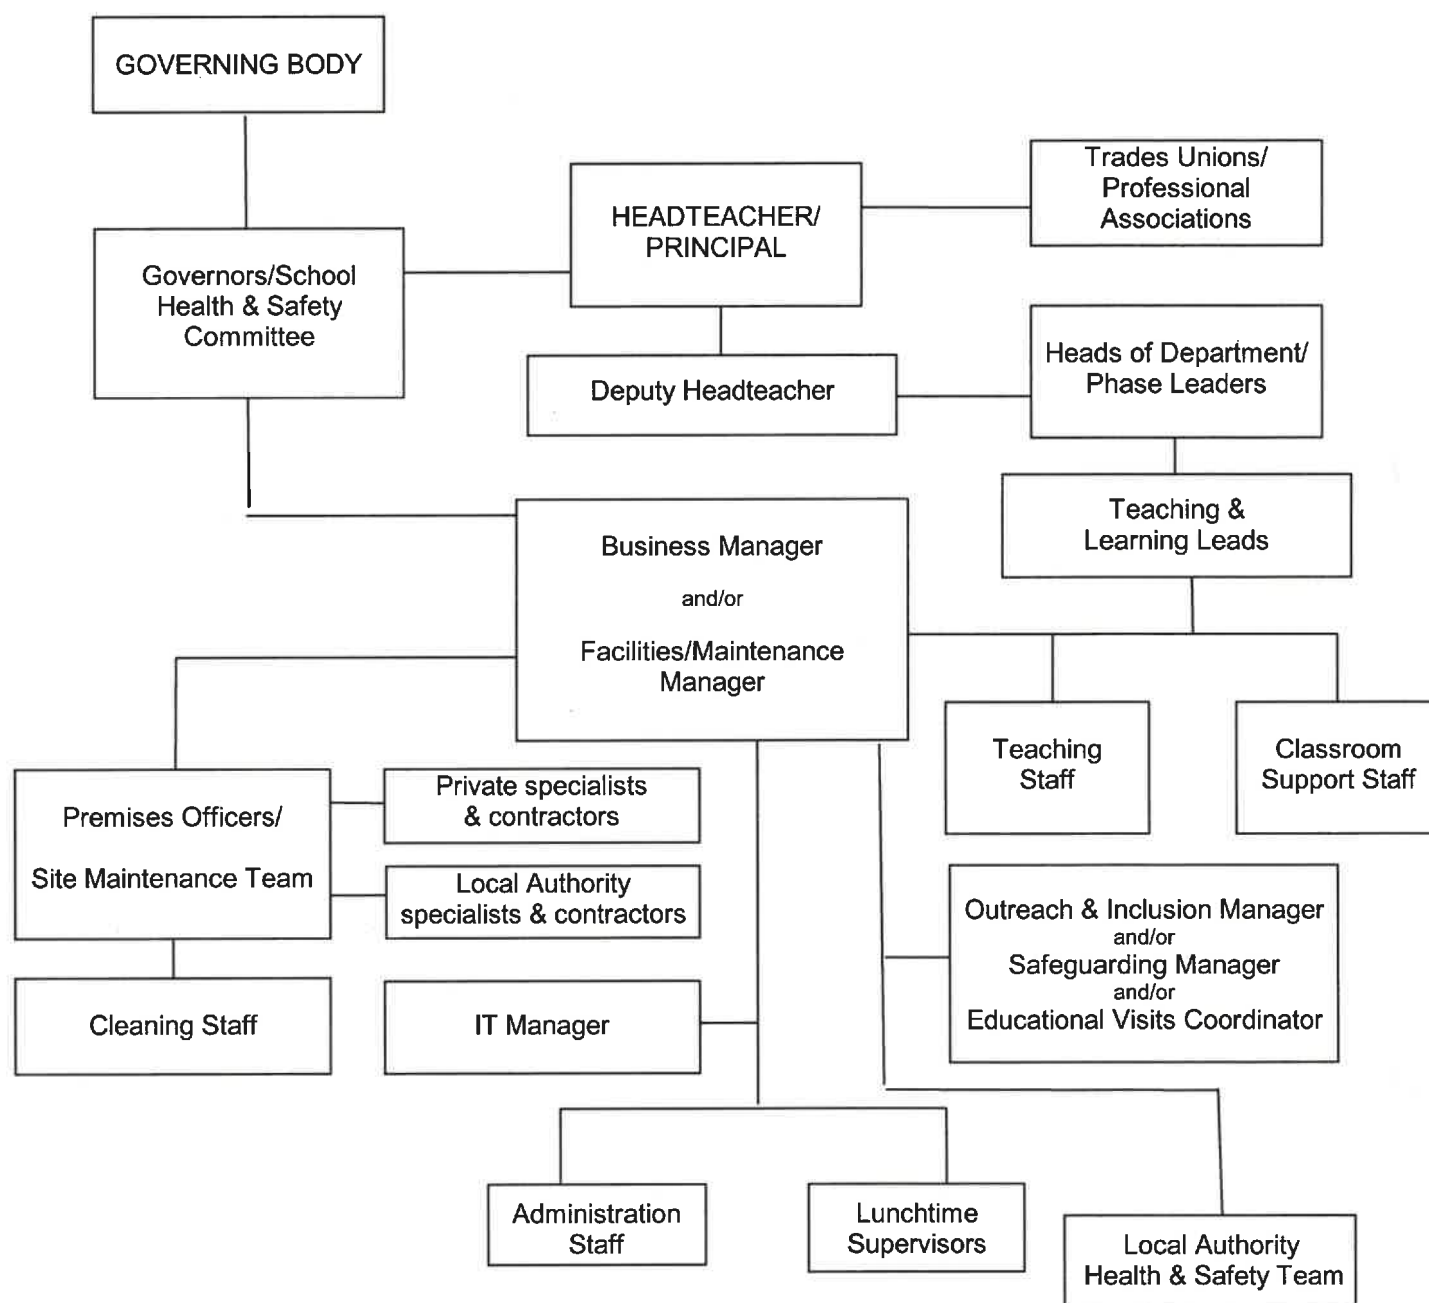 GOVERNING BODY
HEADTEACHER/
PRINCIPAL
Trades Unions/
Professional
Associations
Governors/School
Health & Safety
Committee
Deputy Headteacher
Heads of Department/
Phase Leaders
Teaching &
Learning Leads
Business Manager
and/or
Facilities/Maintenance
Manager
Teaching
Staff
Classroom
Support Staff
Premises Officers/
Site Maintenance Team
Private specialists
& contractors
Local Authority
specialists & contractors
Outreach & Inclusion Manager
and/or
Safeguarding Manager
and/or
Educational Visits Coordinator
Cleaning Staff
IT Manager
Administration
Staff
Lunchtime
Supervisors
Local Authority
Health & Safety Team